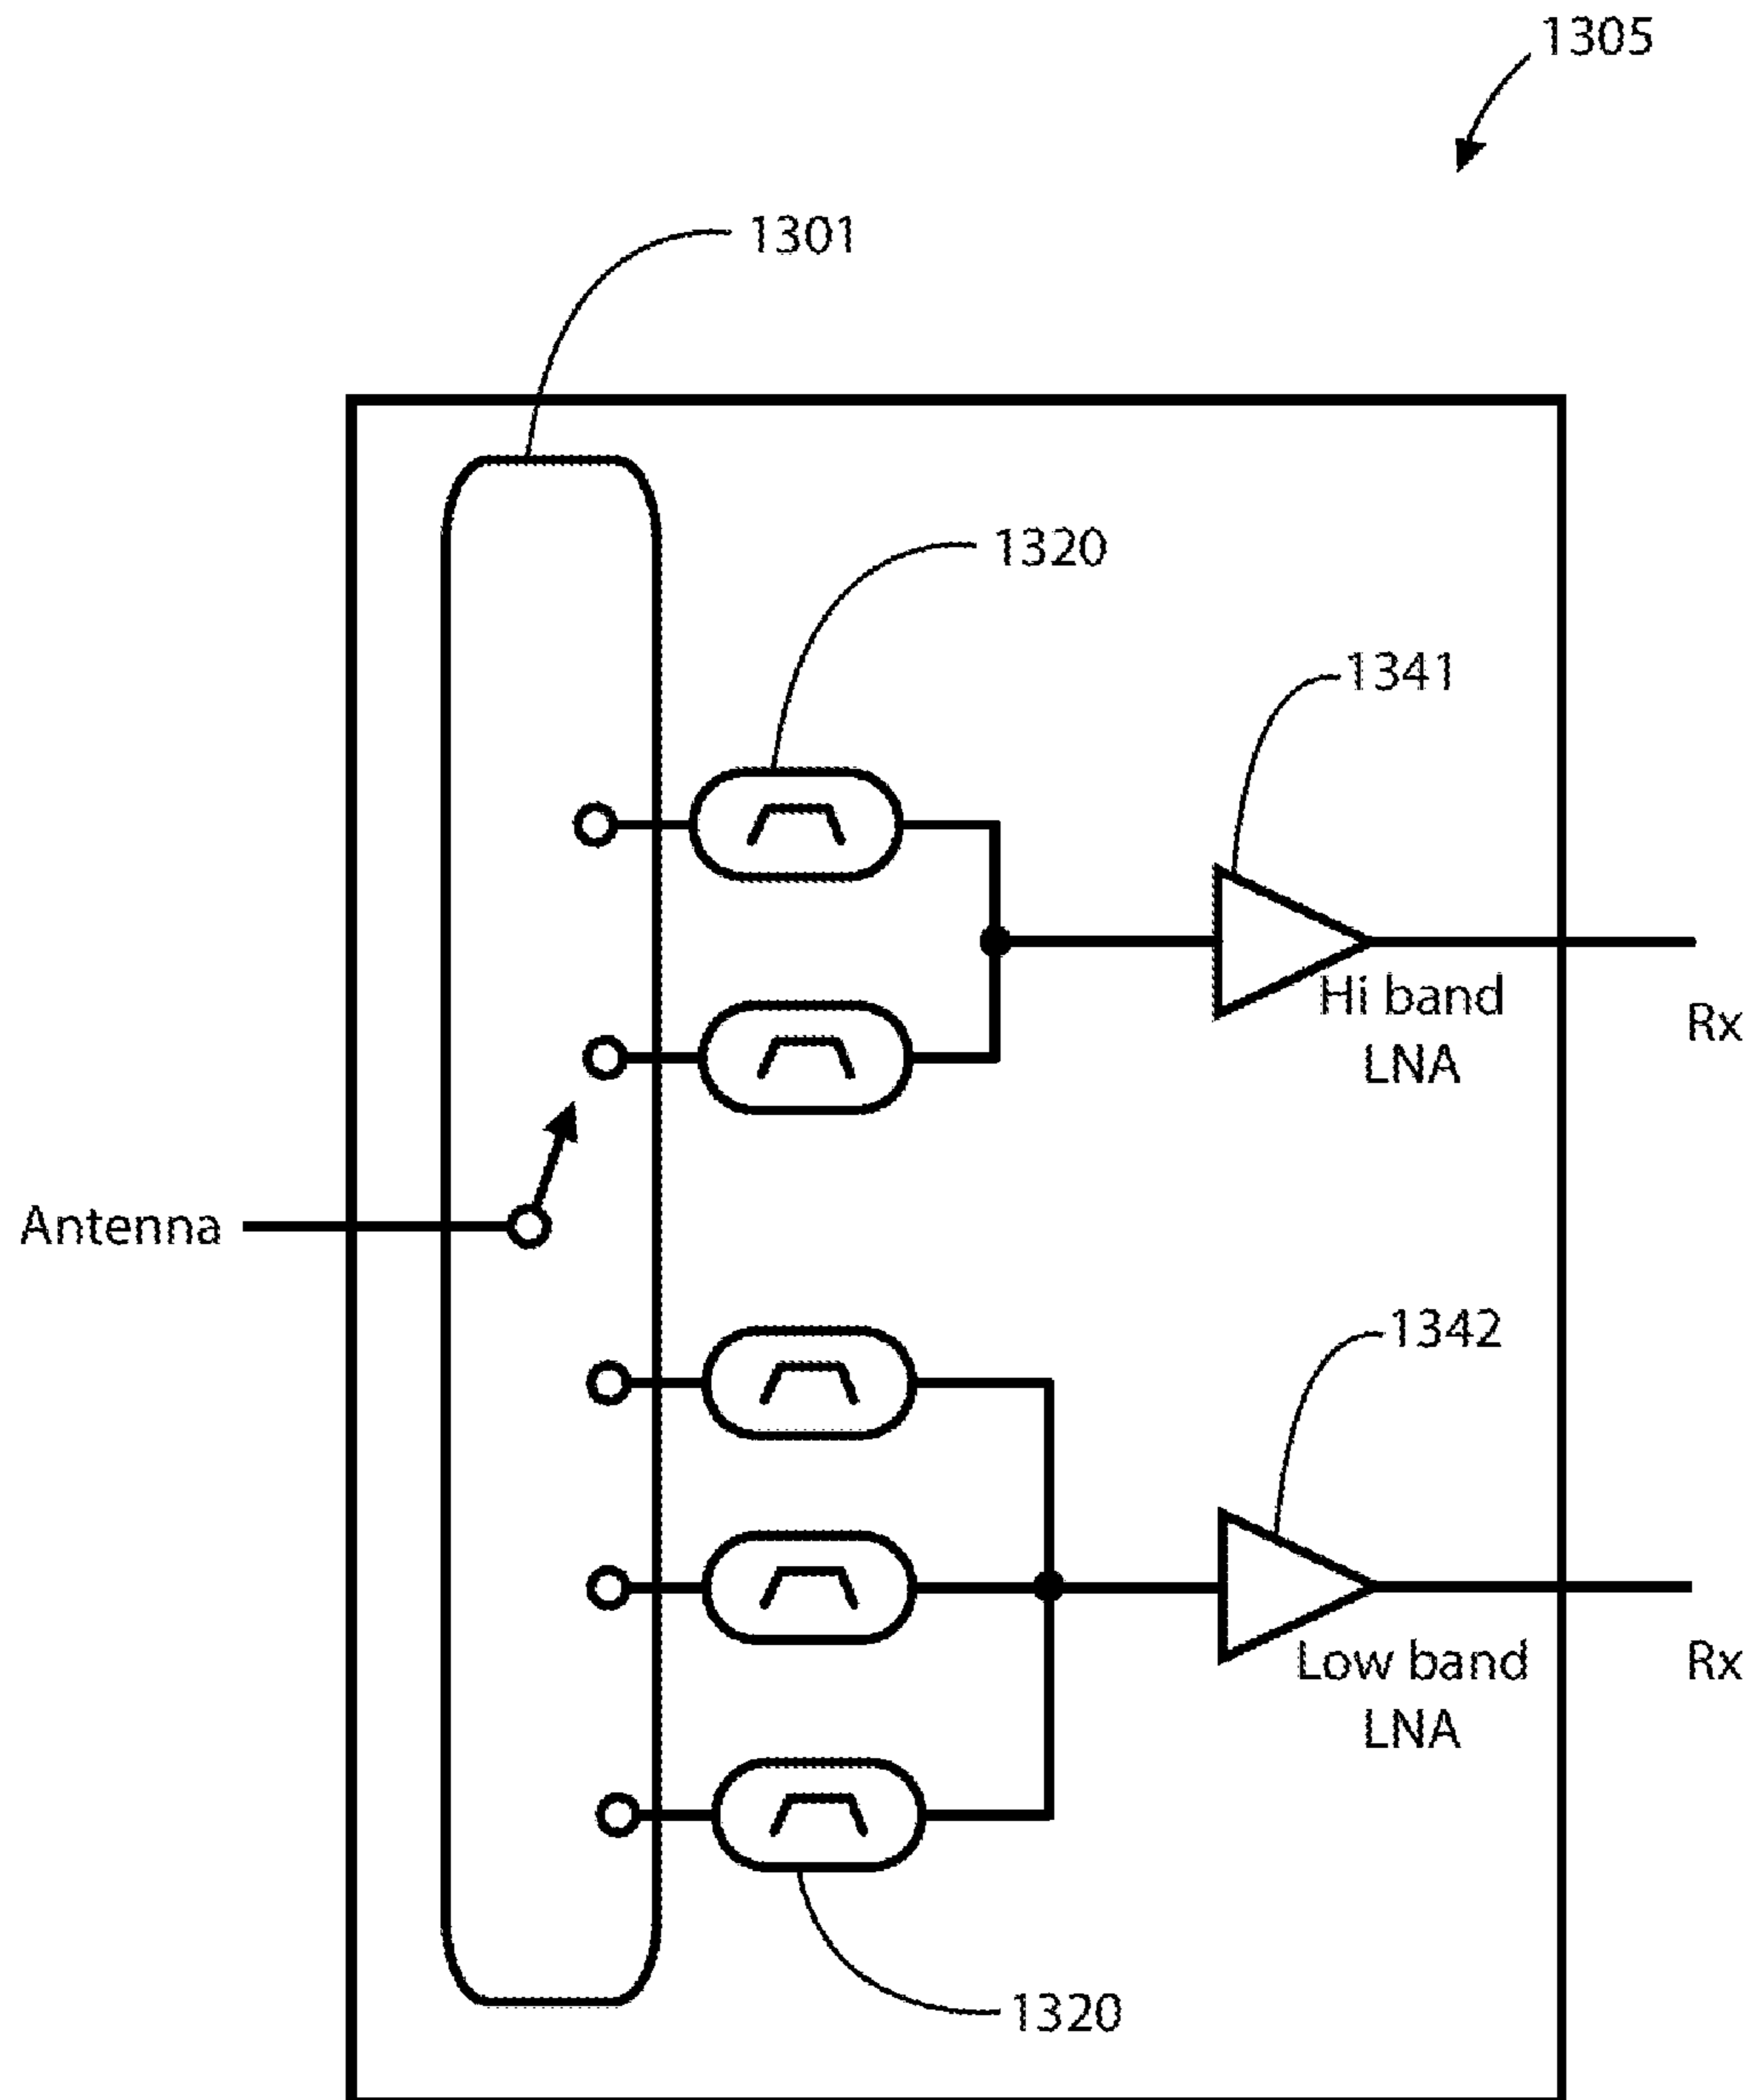 1305
1301
1320
1341
Hi band
LNA
Rx
Antenna
1342
Low band
LNA
Rx
1320